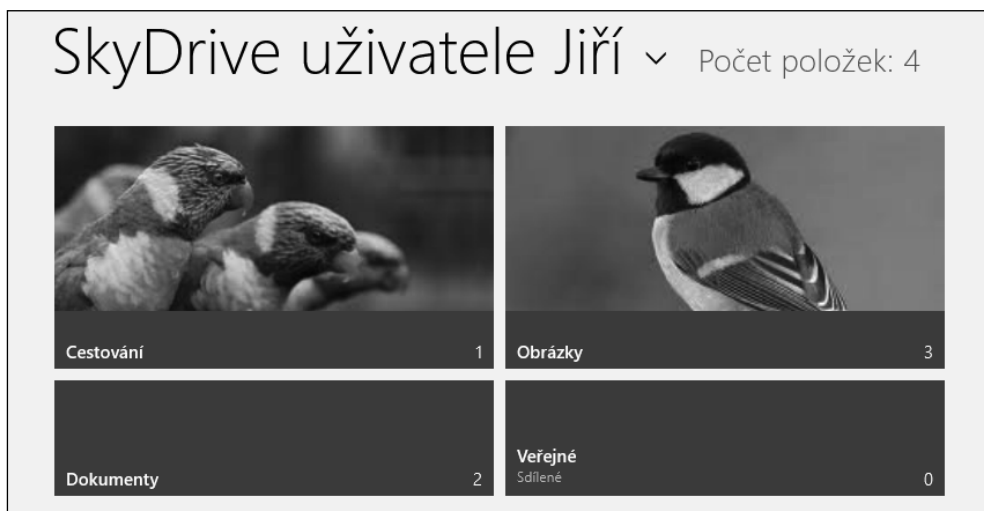 SkyDrive uživatele Jiří Počet položek: 4
Cestování 1
Obrázky 3
Dokumenty 2
Veřejné
Sdílené 0